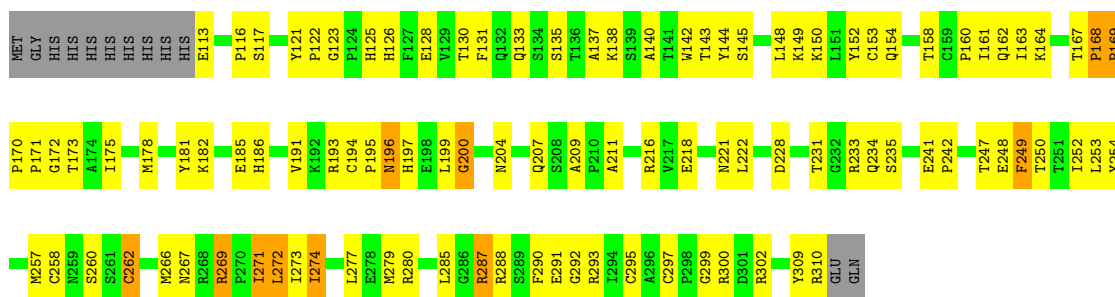 MET GLY HIS HIS HIS HIS HIS HIS HIS HIS E113 P116 S117 Y121 P122 G123 P124 H125 H126 F127 E128 V129 T130 F131 Q132 Q133 S134 S135 T136 A137 K138 S139 A140 T141 W142 T143 Y144 S145 L148 K149 K150 L151 Y152 C153 Q154 T158 C159 P160 I161 Q162 I163 K164 T167 P168 R169
P170 P171 G172 T173 A174 I175 M178 Y181 K182 E185 H186 V191 K192 R193 C194 P195 N196 H197 E198 L199 G200 N204 Q207 S208 A209 P210 A211 R216 V217 E218 N221 L222 D228 T231 G232 R233 Q234 S235 E241 P242 T247 E248 F249 T250 T251 I252 L253 Y254
M257 C258 N259 S260 S261 C262 M266 N267 R268 R269 P270 I271 L272 I273 I274 L277 E278 M279 R280 L285 G286 R287 R288 S289 F290 E291 G292 R293 I294 C295 A296 C297 P298 G299 R300 D301 R302 Y309 R310 GLU GLN